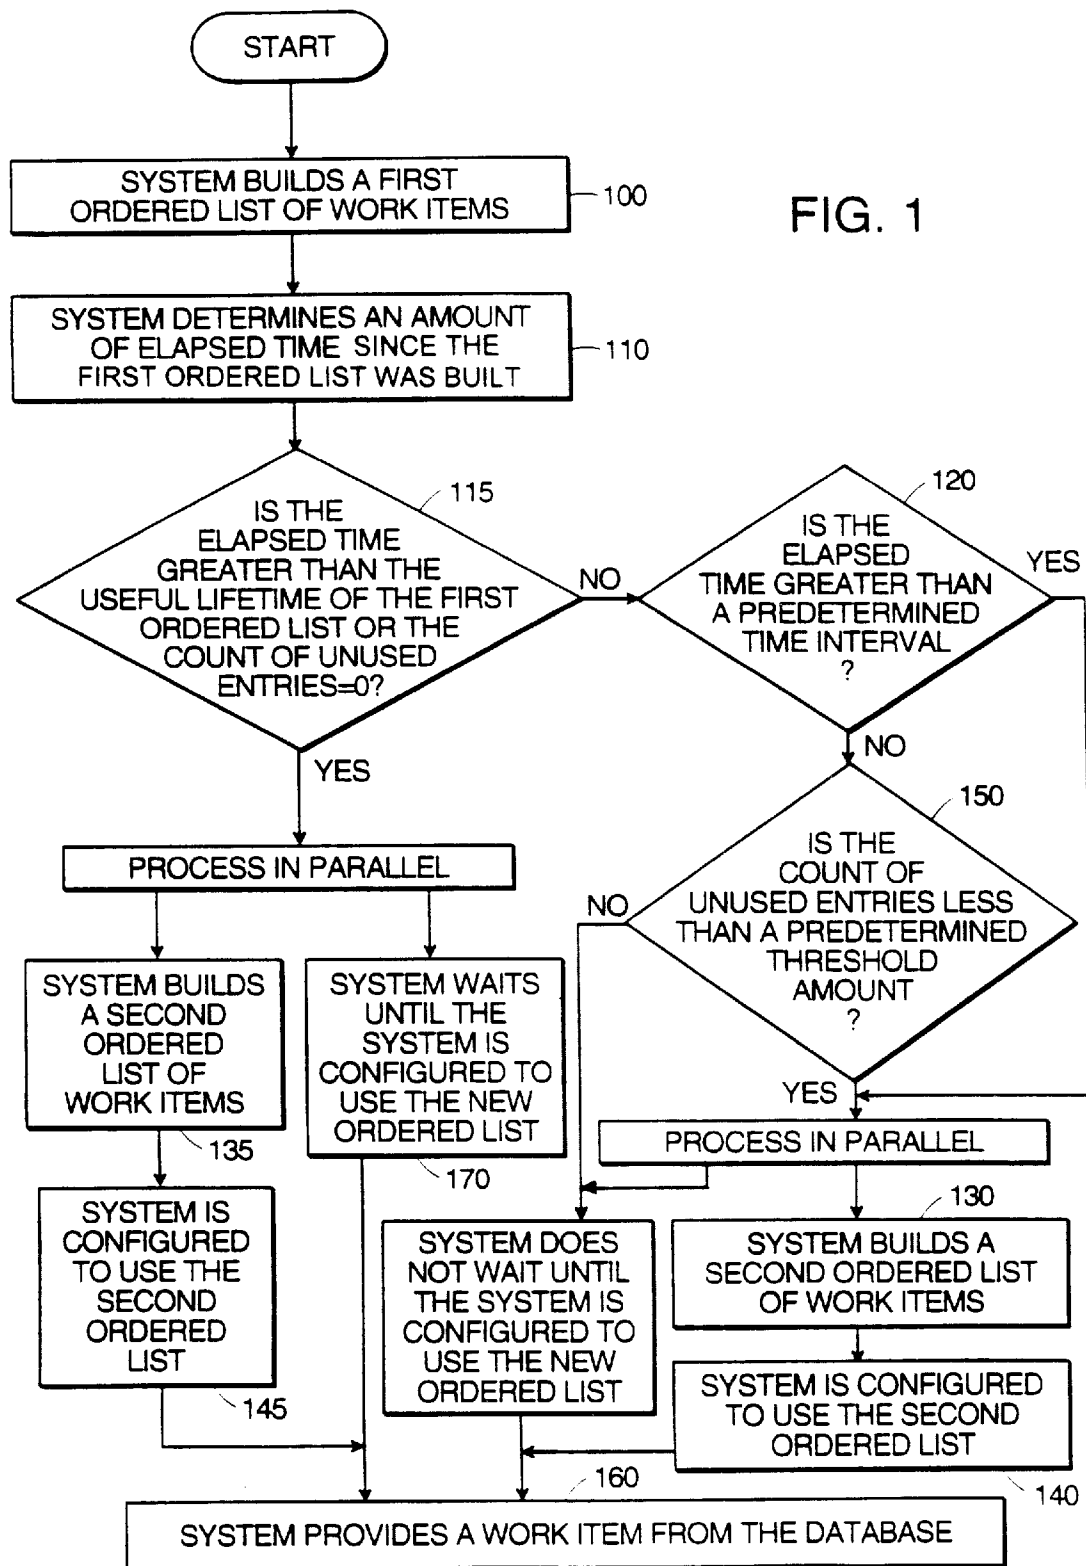 START
SYSTEM BUILDS A FIRST
ORDERED LIST OF WORK ITEMS
100
FIG. 1
SYSTEM DETERMINES AN AMOUNT
OF ELAPSED TIME SINCE THE
FIRST ORDERED LIST WAS BUILT
110
IS THE
ELAPSED TIME
GREATER THAN THE
USEFUL LIFETIME OF THE FIRST
ORDERED LIST OR THE
COUNT OF UNUSED
ENTRIES=0?
115
NO
YES
IS THE
ELAPSED
TIME GREATER THAN
A PREDETERMINED
TIME INTERVAL
?
120
YES
NO
IS THE
COUNT OF
UNUSED ENTRIES LESS
THAN A PREDETERMINED
THRESHOLD
AMOUNT
?
150
NO
YES
PROCESS IN PARALLEL
SYSTEM BUILDS
A SECOND
ORDERED
LIST OF
WORK ITEMS
135
SYSTEM WAITS
UNTIL THE
SYSTEM IS
CONFIGURED TO
USE THE NEW
ORDERED LIST
170
PROCESS IN PARALLEL
SYSTEM IS
CONFIGURED
TO USE THE
SECOND
ORDERED
LIST
145
SYSTEM DOES
NOT WAIT UNTIL
THE SYSTEM IS
CONFIGURED TO
USE THE NEW
ORDERED LIST
130
SYSTEM BUILDS A
SECOND ORDERED LIST
OF WORK ITEMS
SYSTEM IS CONFIGURED
TO USE THE SECOND
ORDERED LIST
140
160
SYSTEM PROVIDES A WORK ITEM FROM THE DATABASE